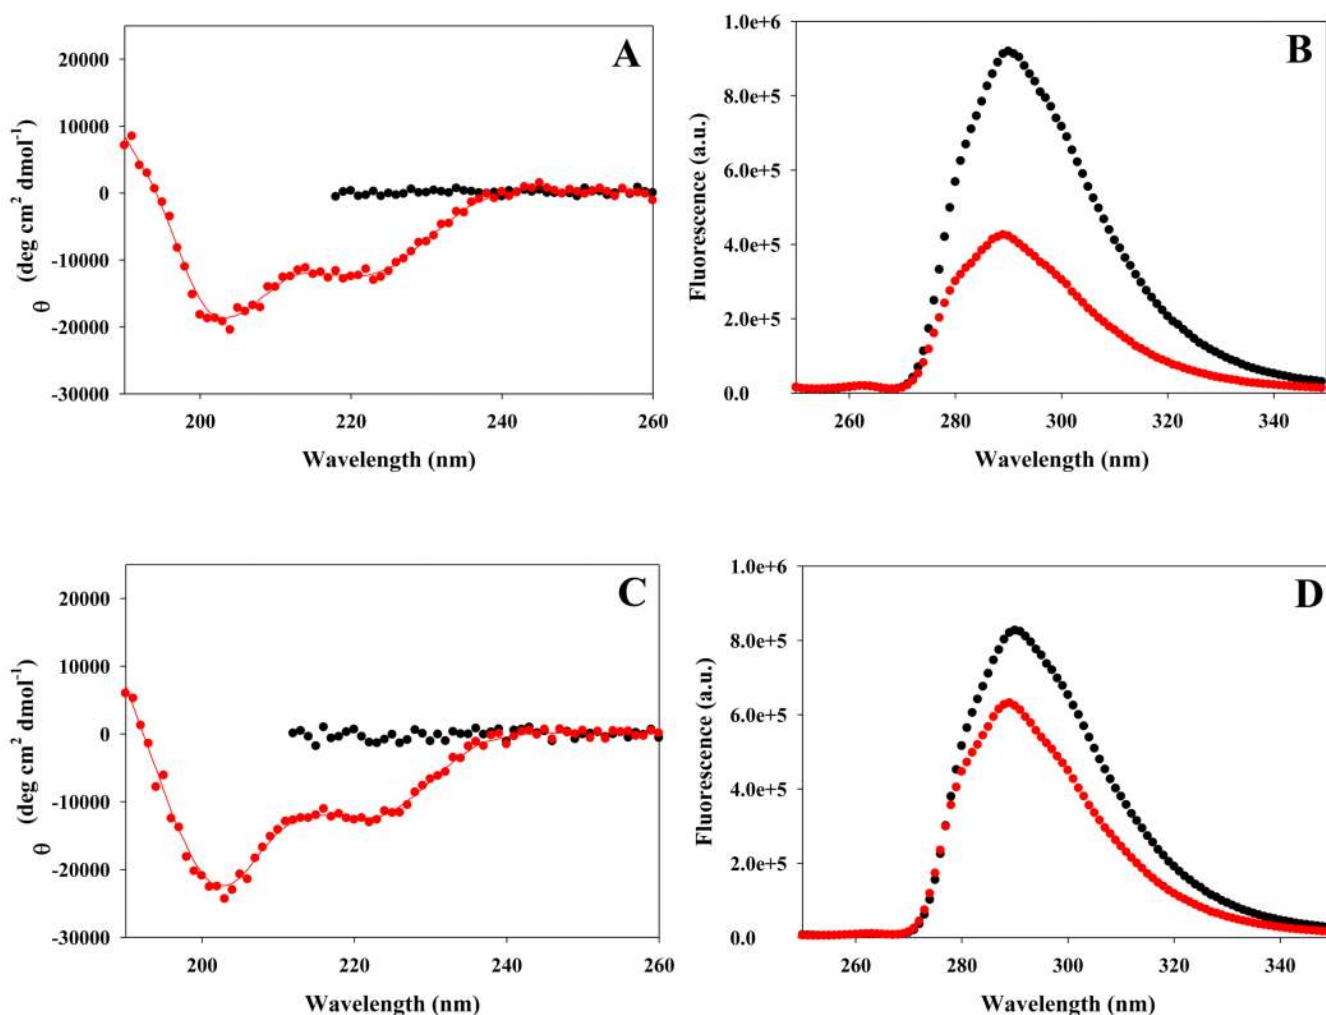 A
20000
10000
0
-10000
-20000
-30000
θ (deg cm² dmol⁻¹)
200 220 240 260
Wavelength (nm)
B
1.0e+6
8.0e+5
6.0e+5
4.0e+5
2.0e+5
0.0
Fluorescence (a.u.)
260 280 300 320 340
Wavelength (nm)
C
20000
10000
0
-10000
-20000
-30000
θ (deg cm² dmol⁻¹)
200 220 240 260
Wavelength (nm)
D
1.0e+6
8.0e+5
6.0e+5
4.0e+5
2.0e+5
0.0
Fluorescence (a.u.)
260 280 300 320 340
Wavelength (nm)